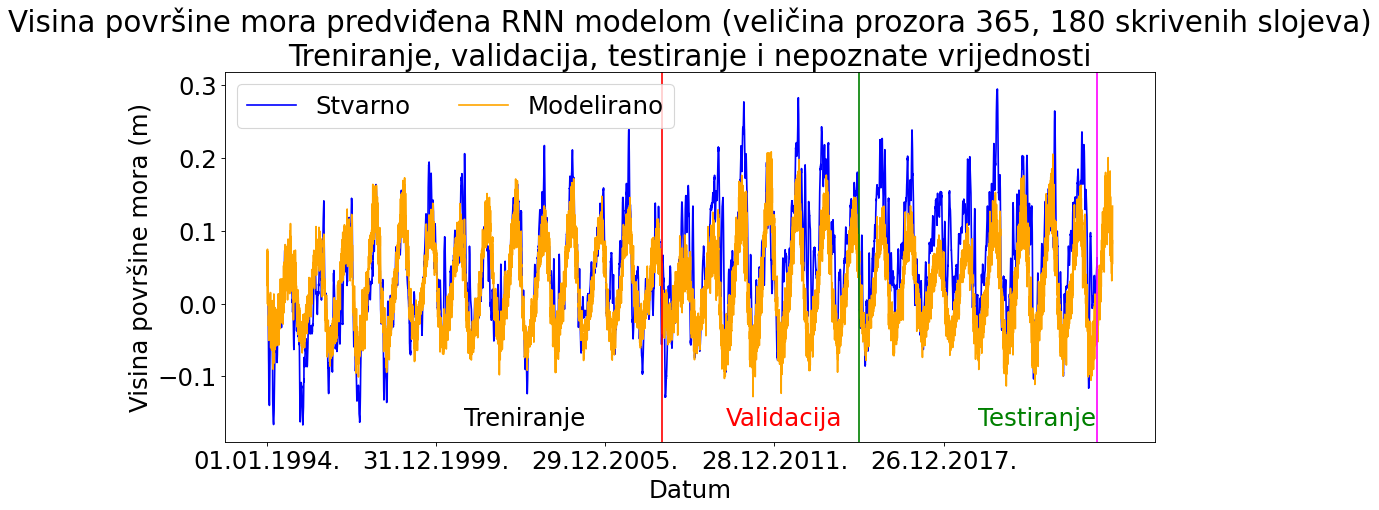 Visina površine mora predviđena RNN modelom (veličina prozora 365, 180 skrivenih slojeva)
Treniranje, validacija, testiranje i nepoznate vrijednosti
Stvarno Modelirano
Visina površine mora (m)
0.3
0.2
0.1
0.0
−0.1
Treniranje Validacija Testiranje
01.01.1994. 31.12.1999. 29.12.2005. 28.12.2011. 26.12.2017.
Datum